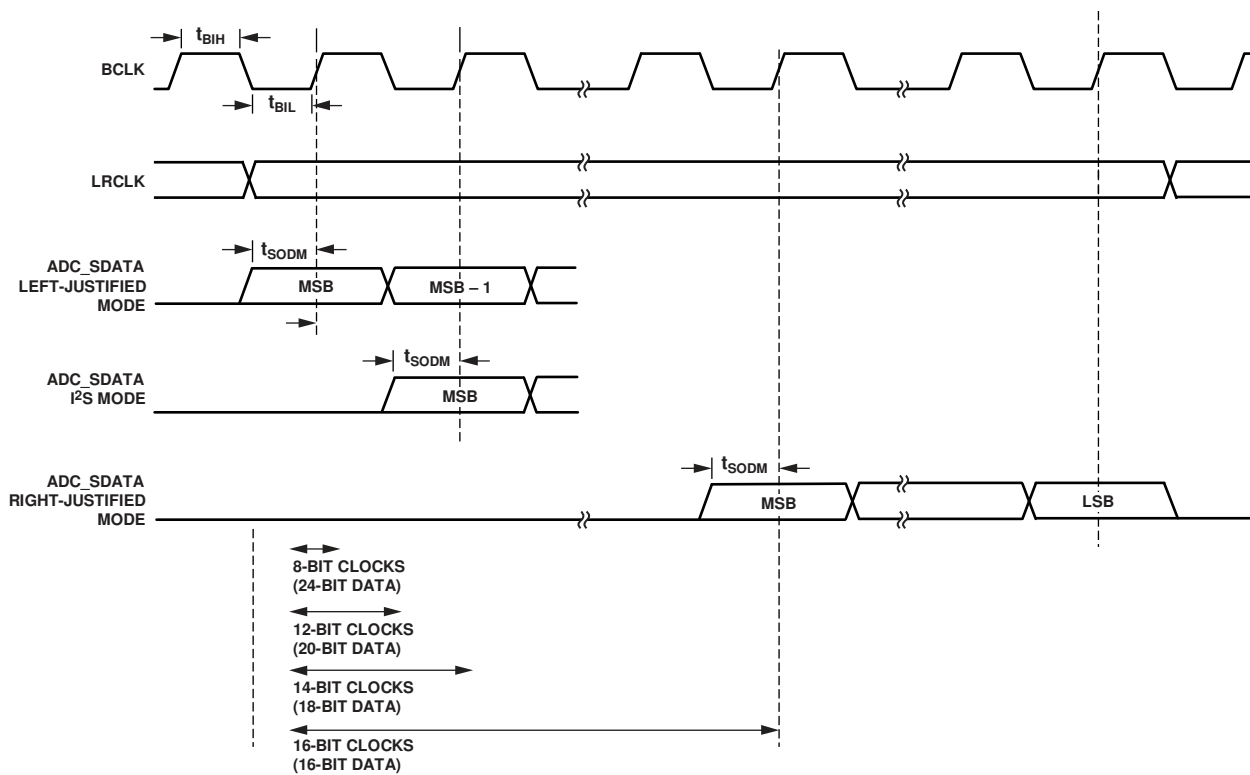 tBIH
BCLK
tBIL
LRCLK
tSODM
ADC_SDATA
LEFT-JUSTIFIED
MODE
MSB
MSB – 1
tSODM
ADC_SDATA
I²S MODE
MSB
tSODM
ADC_SDATA
RIGHT-JUSTIFIED
MODE
MSB
LSB
8-BIT CLOCKS
(24-BIT DATA)
12-BIT CLOCKS
(20-BIT DATA)
14-BIT CLOCKS
(18-BIT DATA)
16-BIT CLOCKS
(16-BIT DATA)